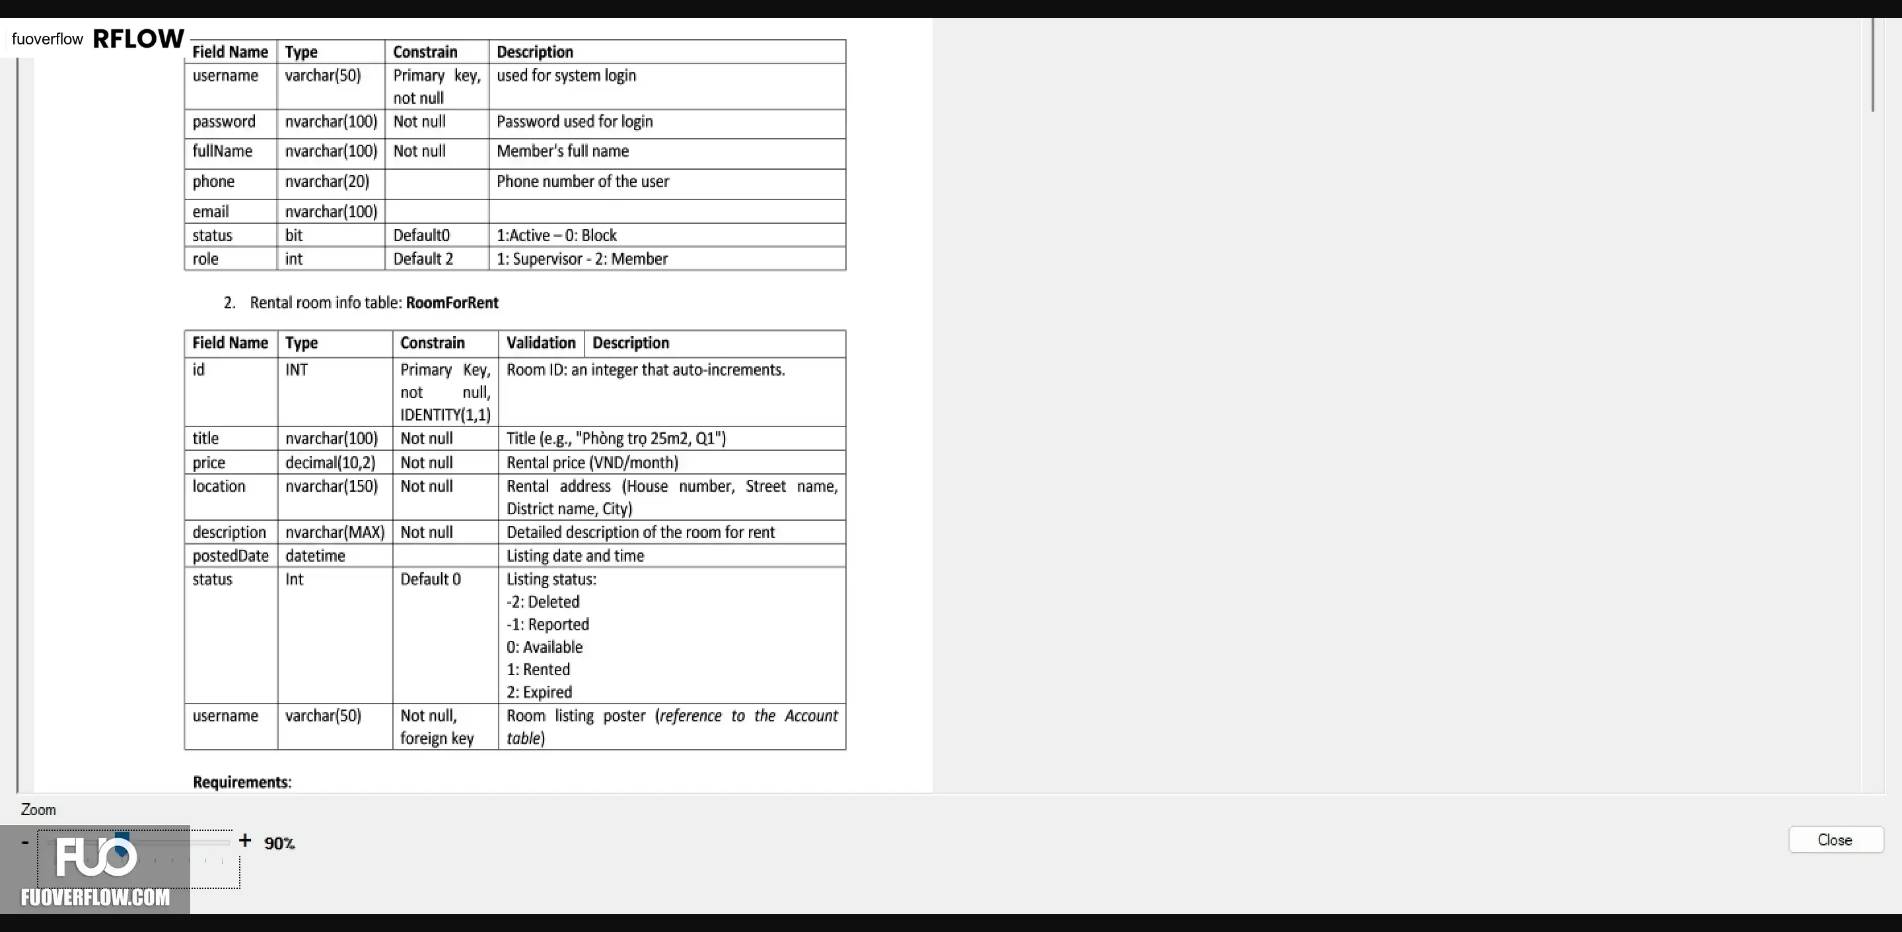 fuoverflow RFLOW
Field Name Type Constrain Description
username varchar(50) Primary key, used for system login
not null
password nvarchar(100) Not null Password used for login
fullName nvarchar(100) Not null Member's full name
phone nvarchar(20) Phone number of the user
email nvarchar(100)
status bit Default0 1:Active – 0: Block
role int Default 2 1: Supervisor - 2: Member
2. Rental room info table: RoomForRent
Field Name Type Constrain Validation Description
id INT Primary Key, Room ID: an integer that auto-increments.
not null,
IDENTITY(1,1)
title nvarchar(100) Not null Title (e.g., "Phòng trọ 25m2, Q1")
price decimal(10,2) Not null Rental price (VND/month)
location nvarchar(150) Not null Rental address (House number, Street name,
District name, City)
description nvarchar(MAX) Not null Detailed description of the room for rent
postedDate datetime Listing date and time
status Int Default 0 Listing status:
-2: Deleted
-1: Reported
0: Available
1: Rented
2: Expired
username varchar(50) Not null, Room listing poster (reference to the Account
foreign key table)
Requirements:
Zoom
- + 90%
Close
FUO
FUOVERFLOW.COM